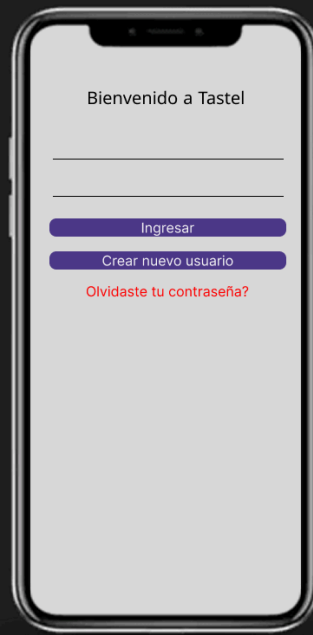 Bienvenido a Tastel
Ingresar
Crear nuevo usuario
Olvidaste tu contraseña?